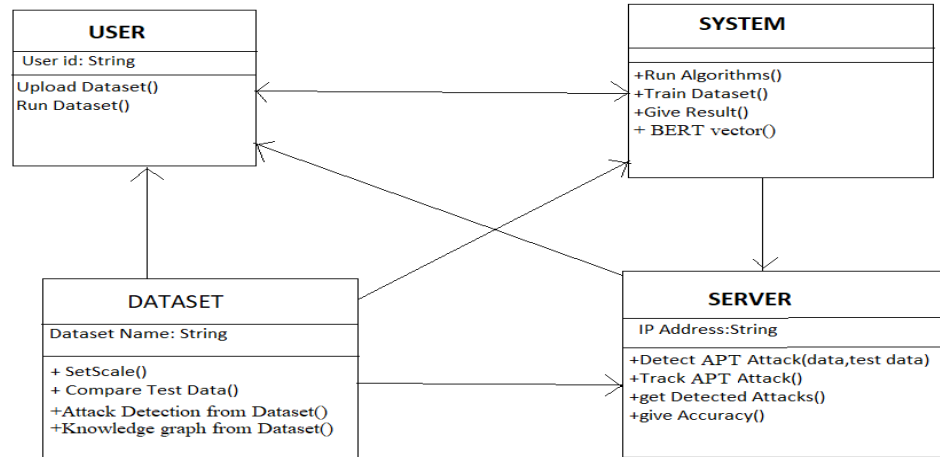 USER
User id: String
Upload Dataset()
Run Dataset()
SYSTEM
+Run Algorithms()
+Train Dataset()
+Give Result()
+ BERT vector()
DATASET
Dataset Name: String
+ SetScale()
+ Compare Test Data()
+Attack Detection from Dataset()
+Knowledge graph from Dataset()
SERVER
IP Address:String
+Detect APT Attack(data,test data)
+Track APT Attack()
+get Detected Attacks()
+give Accuracy()